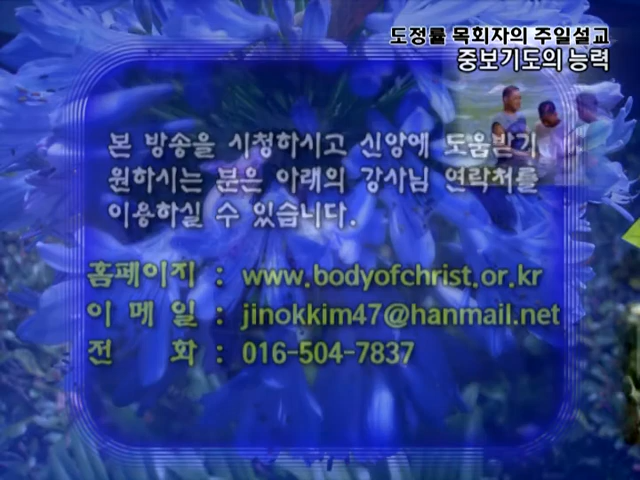 도정률 목회자의 주일설교
중보기도의 능력
본 방송을 시청하시고 신앙에 도움받기
원하시는 분은 아래의 강사님 연락처를
이용하실 수 있습니다.
홈페이지 : www.bodyofchrist.or.kr
이 메 일 : jinokkim47@hanmail.net
전 화 : 016-504-7837